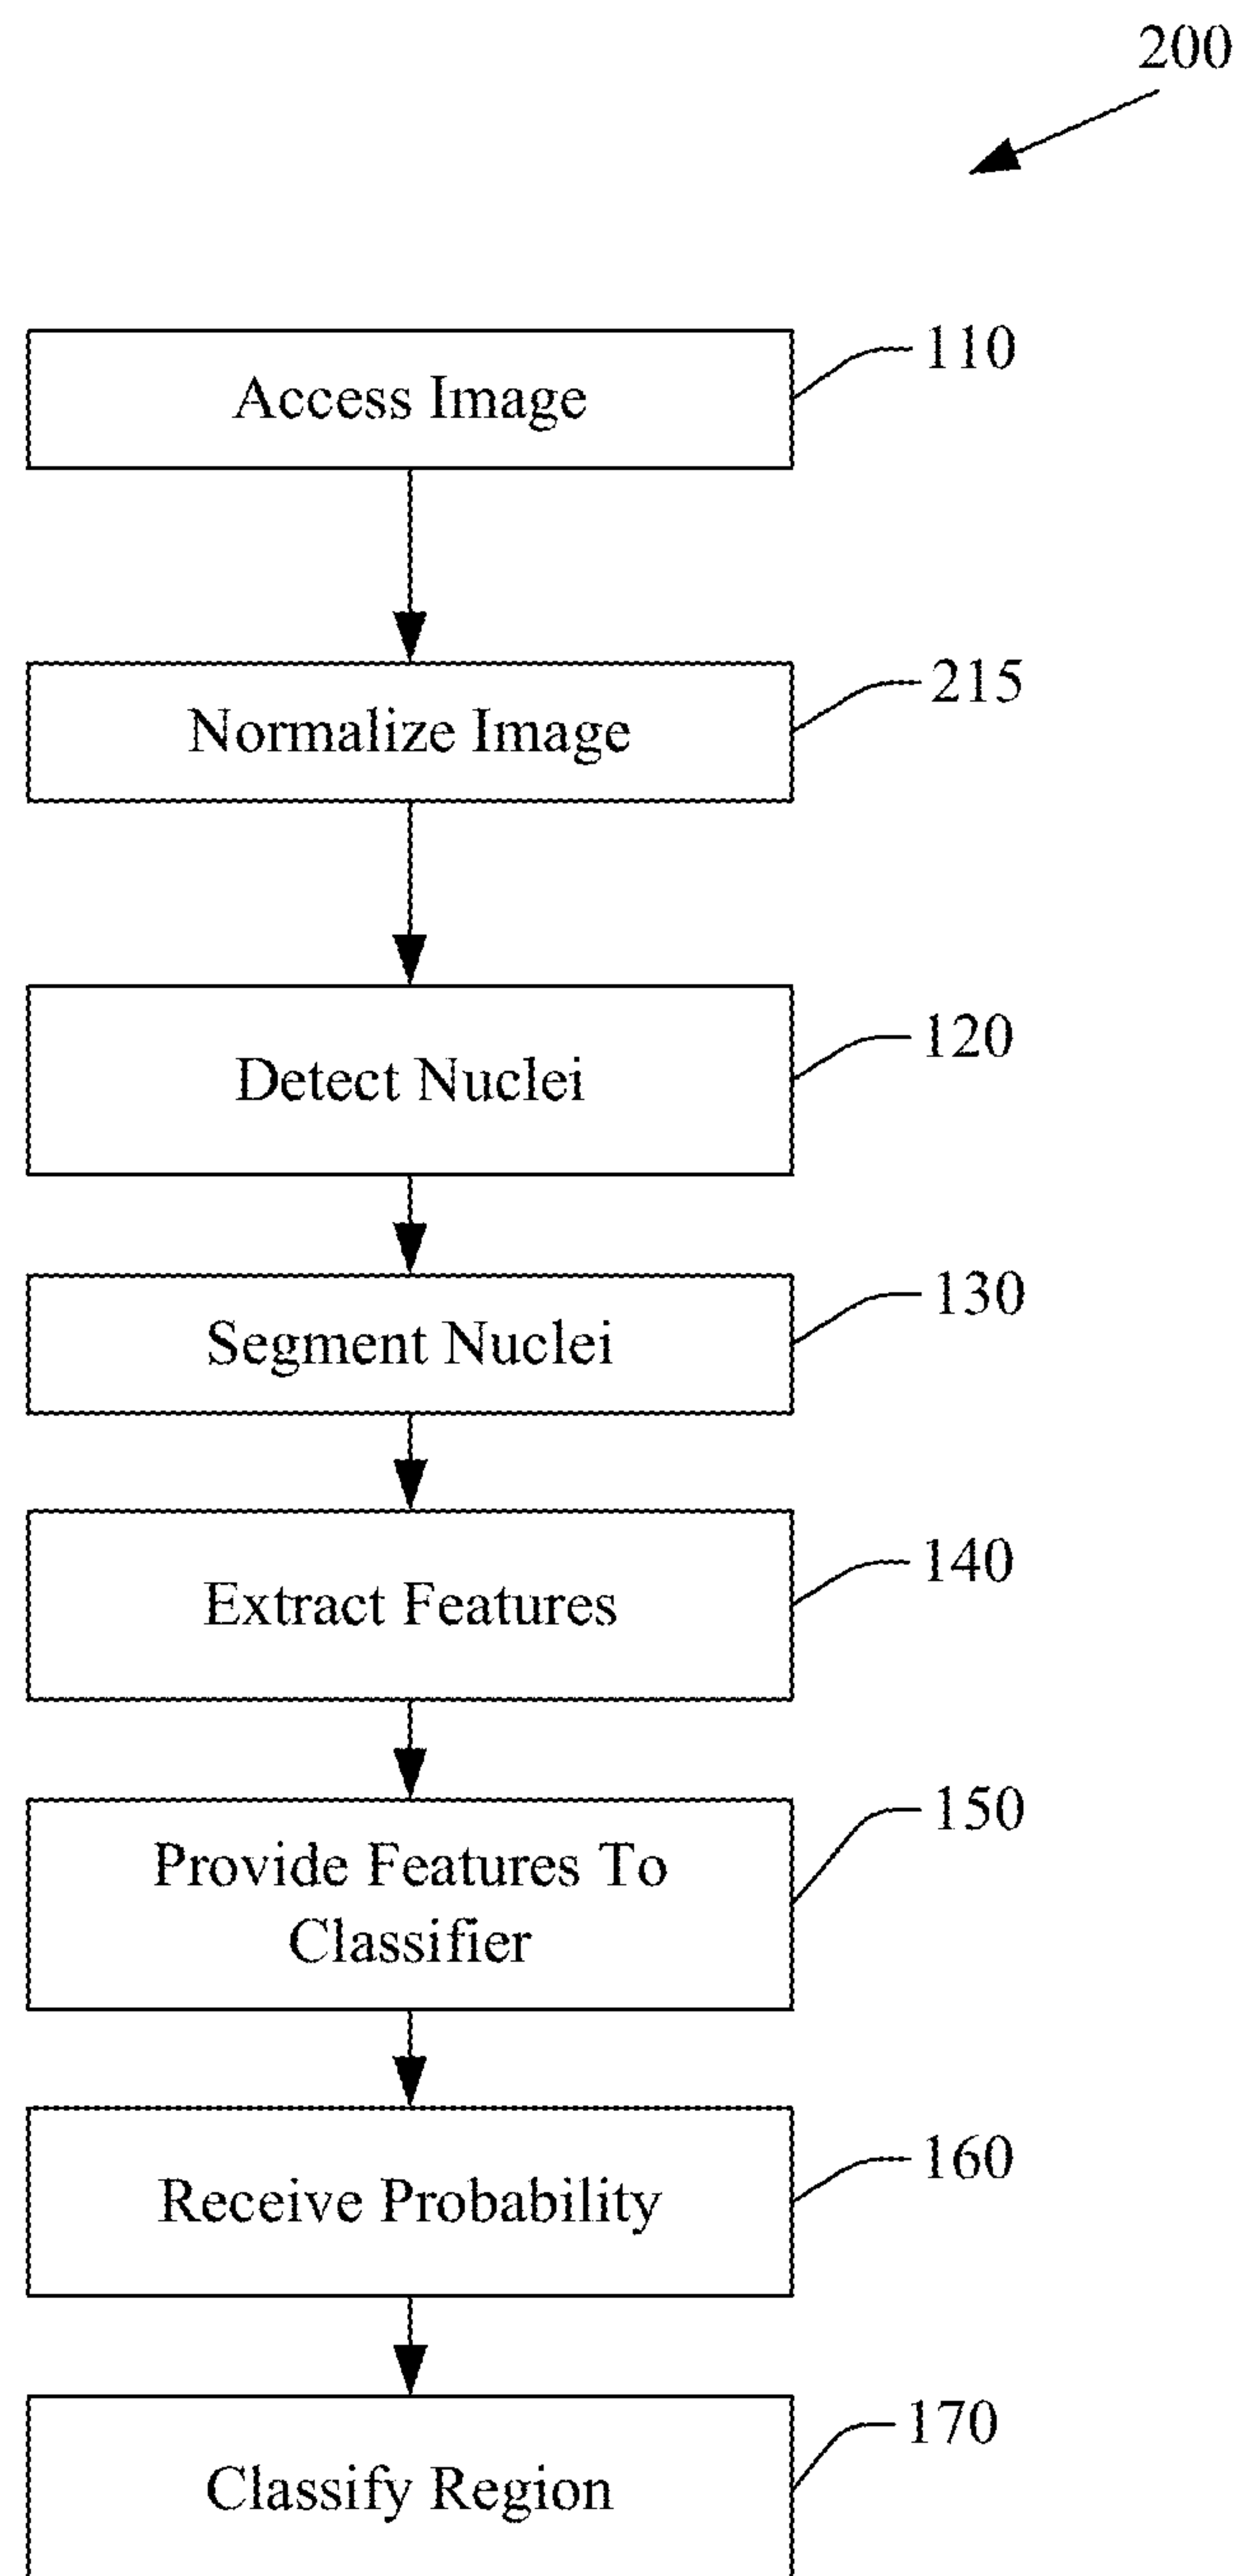 200
Access Image
110
Normalize Image
215
Detect Nuclei
120
Segment Nuclei
130
Extract Features
140
Provide Features To
Classifier
150
Receive Probability
160
Classify Region
170